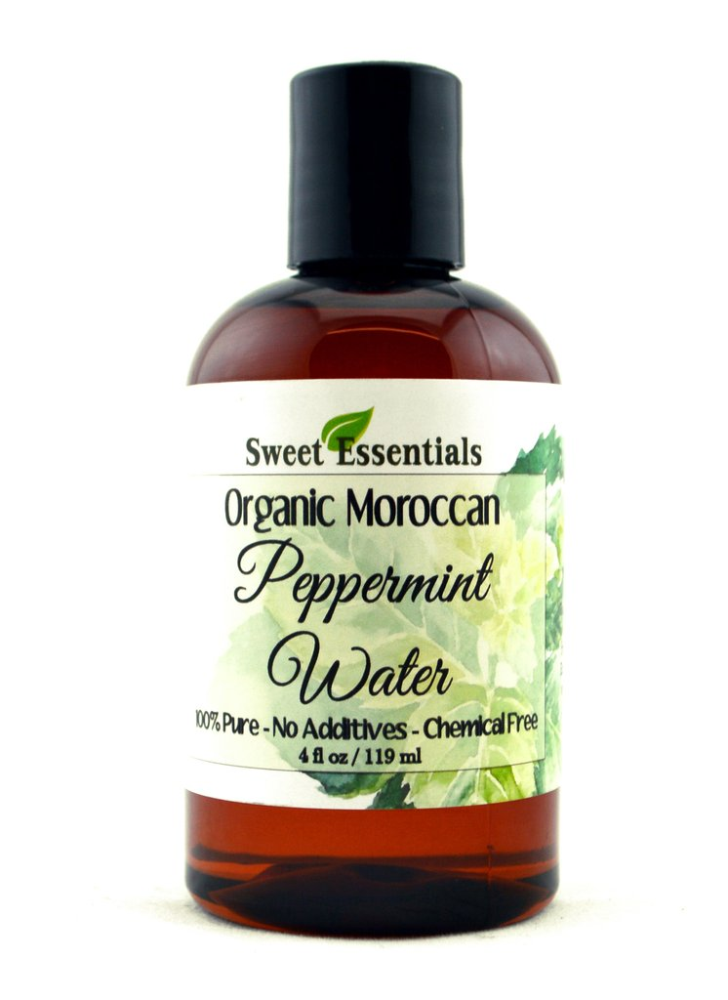 Sweet Essentials
Organic Moroccan
Peppermint
Water
100% Pure - No Additives - Chemical Free
4 fl oz / 119 ml